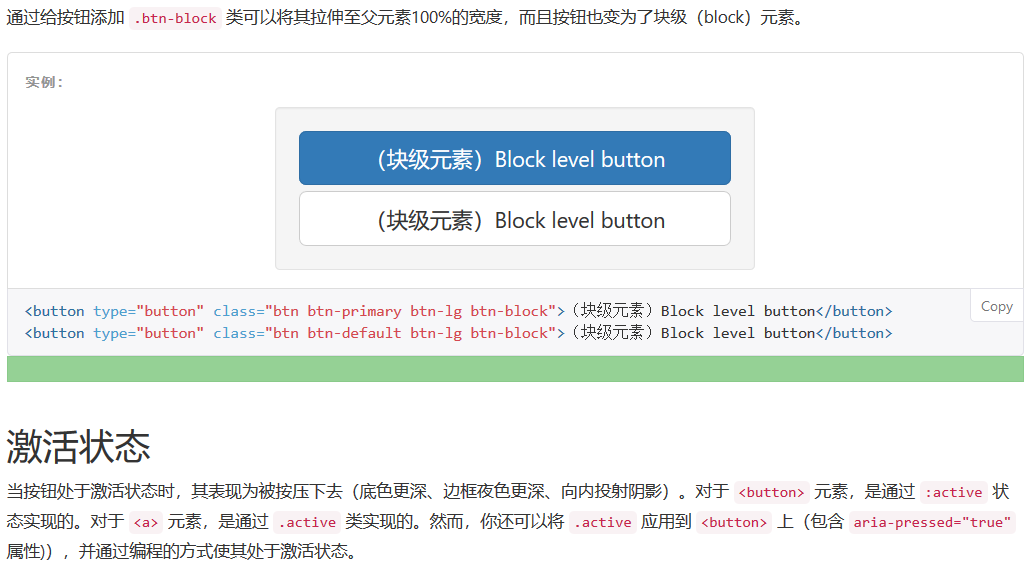 通过给按钮添加 .btn-block 类可以将其拉伸至父元素100%的宽度，而且按钮也变为了块级（block）元素。
实例：
（块级元素）Block level button
（块级元素）Block level button
Copy
<button type="button" class="btn btn-primary btn-lg btn-block">（块级元素）Block level button</button>
<button type="button" class="btn btn-default btn-lg btn-block">（块级元素）Block level button</button>
激活状态
当按钮处于激活状态时，其表现为被按压下去（底色更深、边框夜色更深、向内投射阴影）。对于 <button> 元素，是通过 :active 状
态实现的。对于 <a> 元素，是通过 .active 类实现的。然而，你还可以将 .active 应用到 <button> 上（包含 aria-pressed="true"
属性)），并通过编程的方式使其处于激活状态。